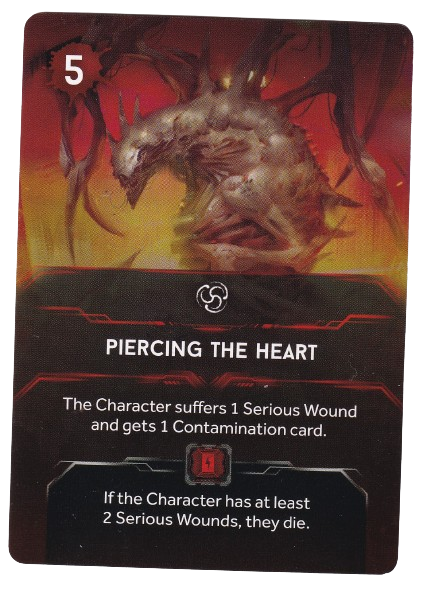 5
PIERCING THE HEART
The Character suffers 1 Serious Wound
and gets 1 Contamination card.
If the Character has at least
2 Serious Wounds, they die.